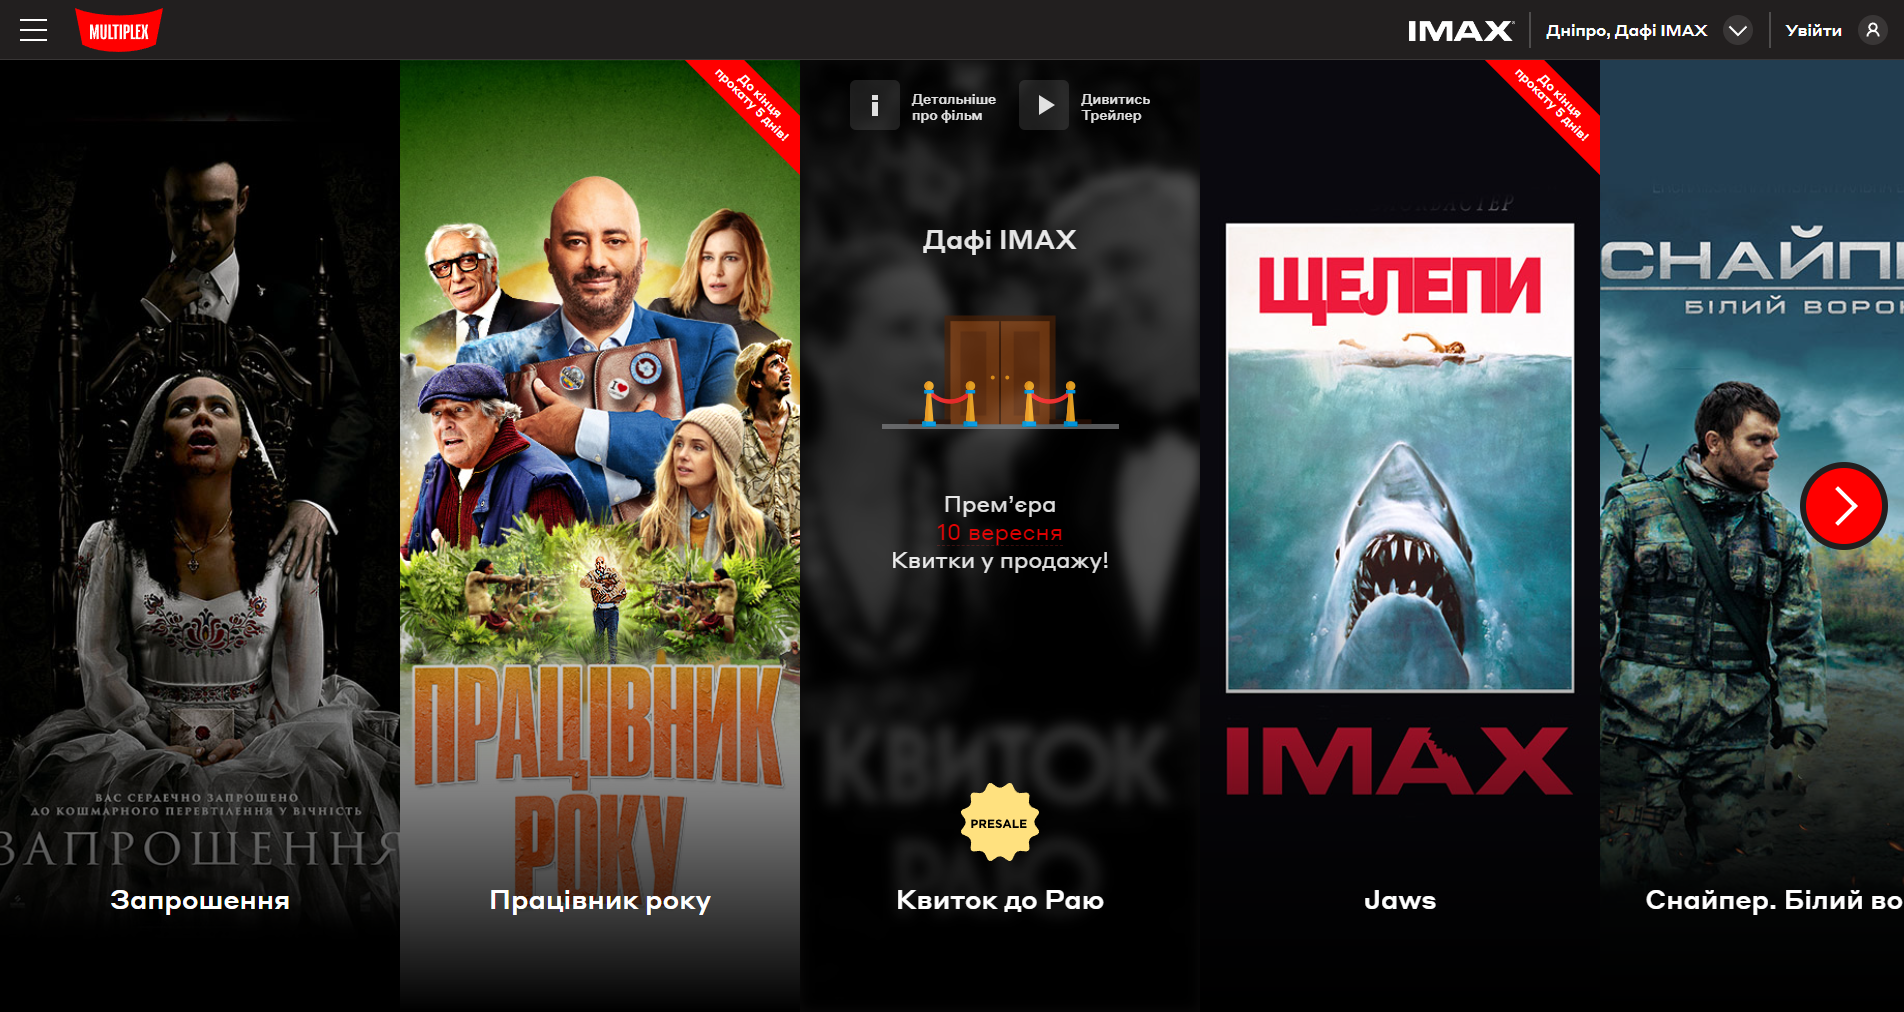 MULTIPLEX
IMAX
Дніпро, Дафі IMAX
Увійти
ВАС СЕРДЕЧНО ЗАПРОШЕНО
ДО КОШМАРНОГО ПЕРЕВТІЛЕННЯ У ВІЧНІСТЬ
ЗАПРОШЕННЯ
Запрошення
До кінця
прокату 5 днів!
ПРАЦІВНИК
РОКУ
Працівник року
Детальніше
про фільм
Дивитись
Трейлер
Дафі IMAX
Прем’єра
10 вересня
Квитки у продажу!
КВИТОК
РАЮ
PRESALE
Квиток до Раю
До кінця
прокату 5 днів!
ЩЕЛЕПИ
IMAX
Jaws
СНАЙПЕ
БІЛИЙ ВОРО
Снайпер. Білий во